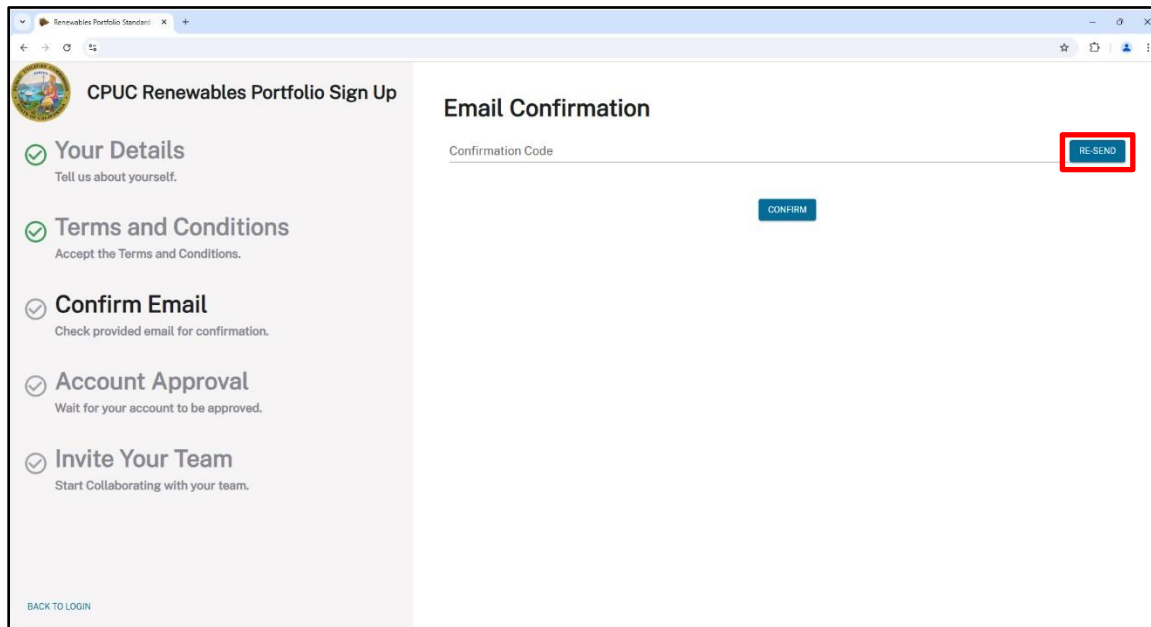 Renewables Portfolio Standard
CPUC Renewables Portfolio Sign Up
Your Details
Tell us about yourself.
Terms and Conditions
Accept the Terms and Conditions.
Confirm Email
Check provided email for confirmation.
Account Approval
Wait for your account to be approved.
Invite Your Team
Start Collaborating with your team.
BACK TO LOGIN
Email Confirmation
Confirmation Code
RE-SEND
CONFIRM